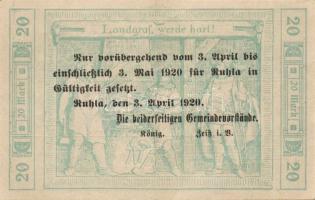 20
20
Landgraf, werde hart!
Nur vorübergehend vom 3. April bis
einschließlich 3. Mai 1920 für Ruhla in
Gültigkeit gesetzt.
Ruhla, den 3. April 1920.
Die beiderseitigen Gemeindevorstände.
König. Zeiß i. V.
20 Mark
20 Mark
20
20